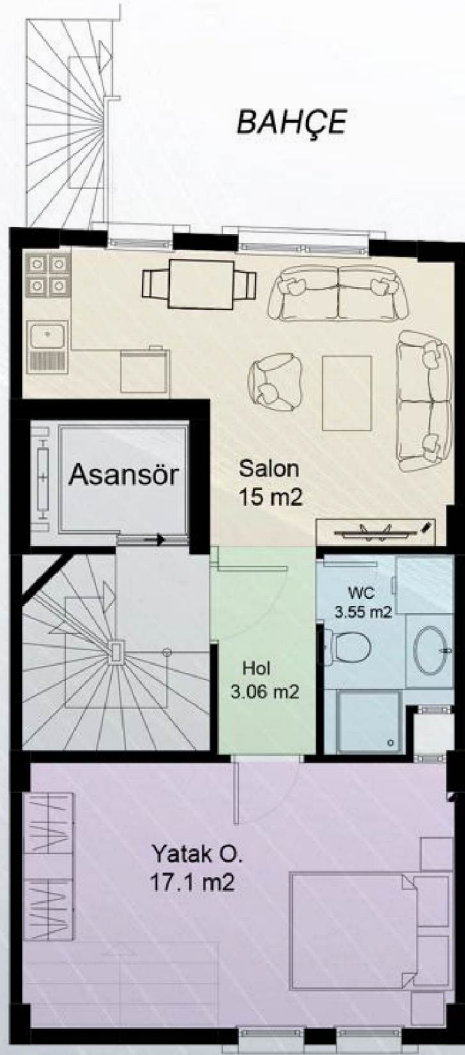 BAHÇE
Asansör
Salon
15 m2
WC
3.55 m2
Hol
3.06 m2
Yatak O.
17.1 m2